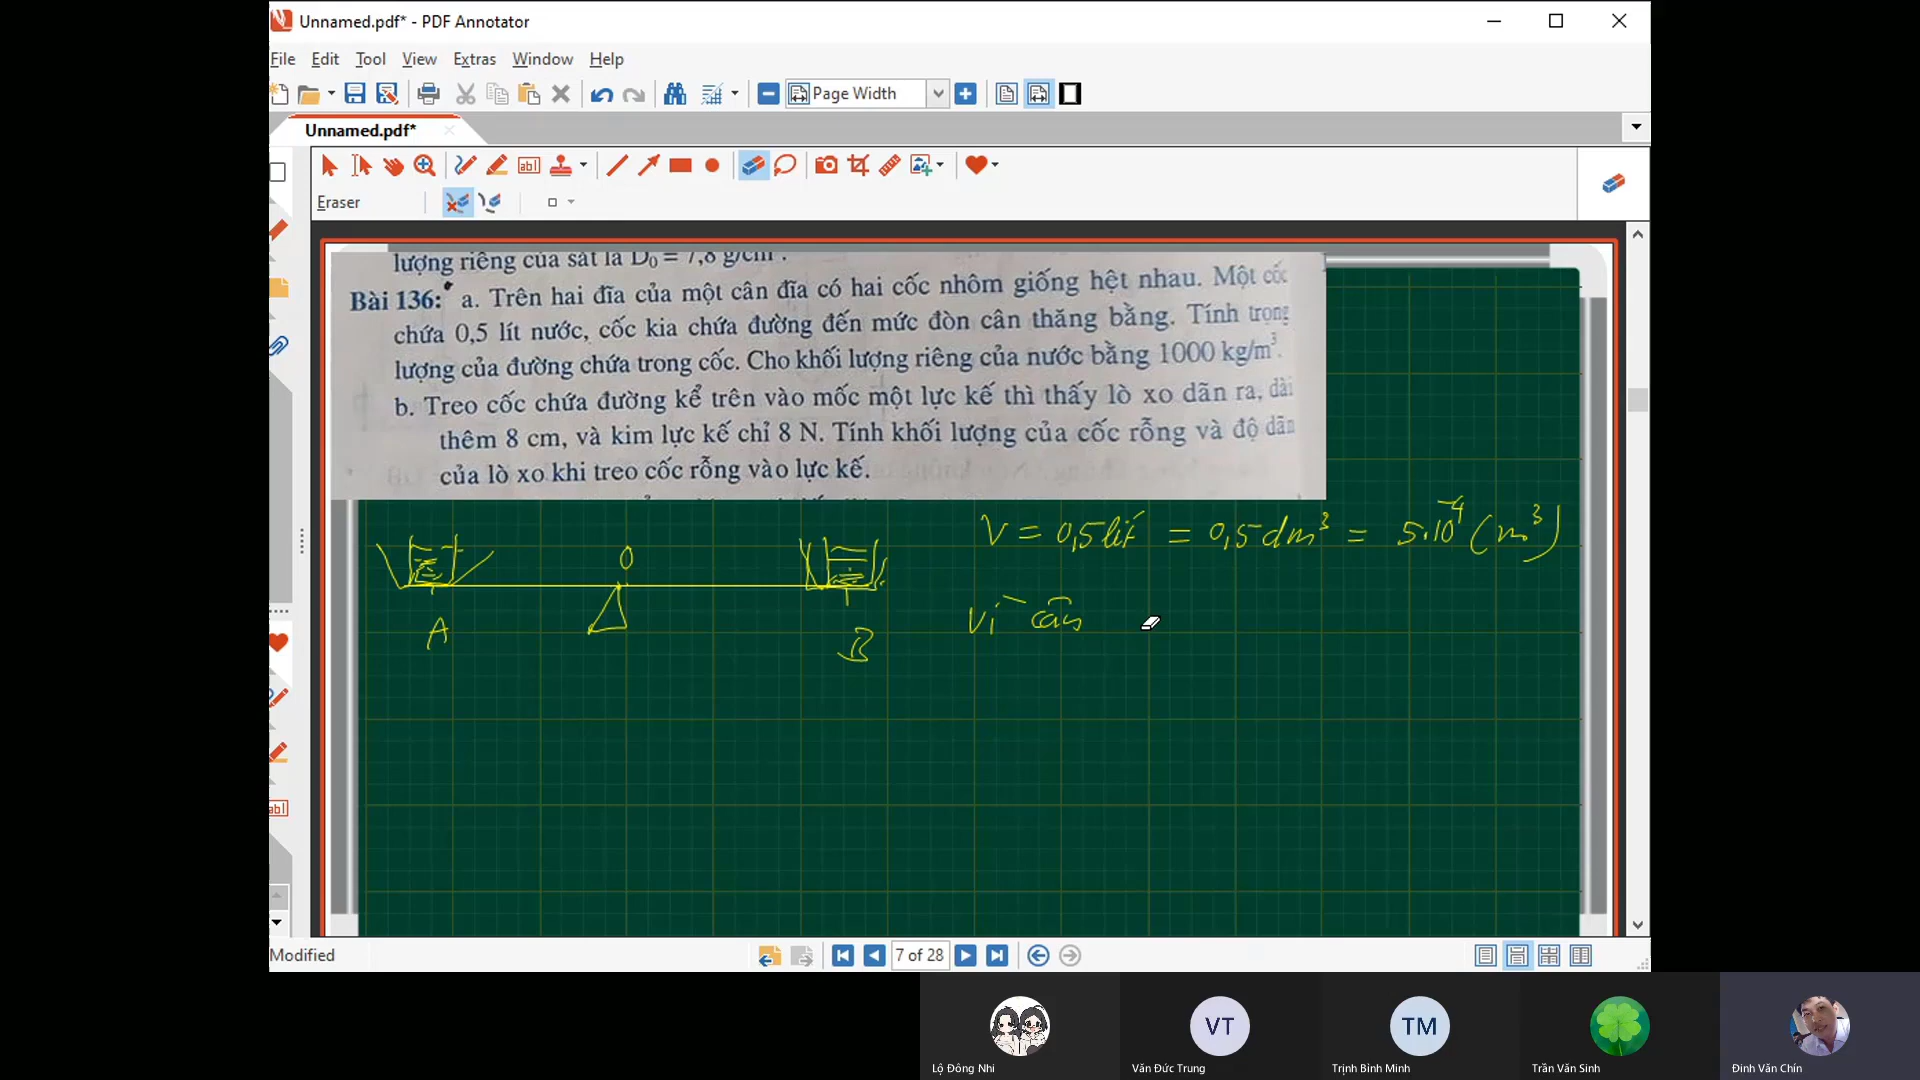 Unnamed.pdf* - PDF Annotator
File Edit Tool View Extras Window Help
Page Width
Unnamed.pdf*
Eraser
lượng riêng của sắt là D₀ = 7,8 g/cm³.
Bài 136: a. Trên hai đĩa của một cân đĩa có hai cốc nhôm giống hệt nhau. Một cốc
chứa 0,5 lít nước, cốc kia chứa đường đến mức đòn cân thăng bằng. Tính trọng
lượng của đường chứa trong cốc. Cho khối lượng riêng của nước bằng 1000 kg/m³.
b. Treo cốc chứa đường kể trên vào mốc một lực kế thì thấy lò xo dãn ra, dài
thêm 8 cm, và kim lực kế chỉ 8 N. Tính khối lượng của cốc rỗng và độ dãn
của lò xo khi treo cốc rỗng vào lực kế.
V = 0,5 lít = 0,5 dm³ = 5.10⁻⁴ (m³)
O
Vì cân
A
B
Modified
7 of 28
VT
TM
Lộ Đông Nhi
Văn Đức Trung
Trịnh Bình Minh
Trần Văn Sinh
Đinh Văn Chín